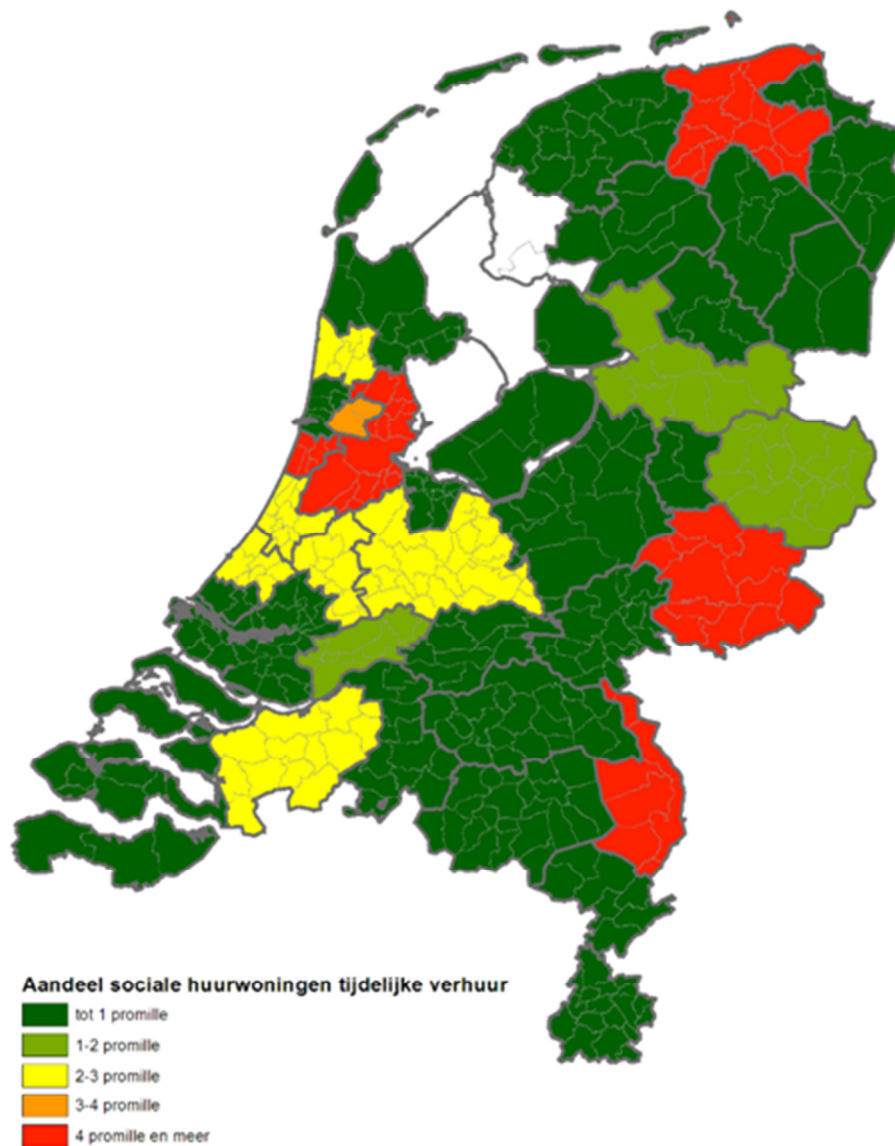 Aandeel sociale huurwoningen tijdelijke verhuur
tot 1 promille
1-2 promille
2-3 promille
3-4 promille
4 promille en meer